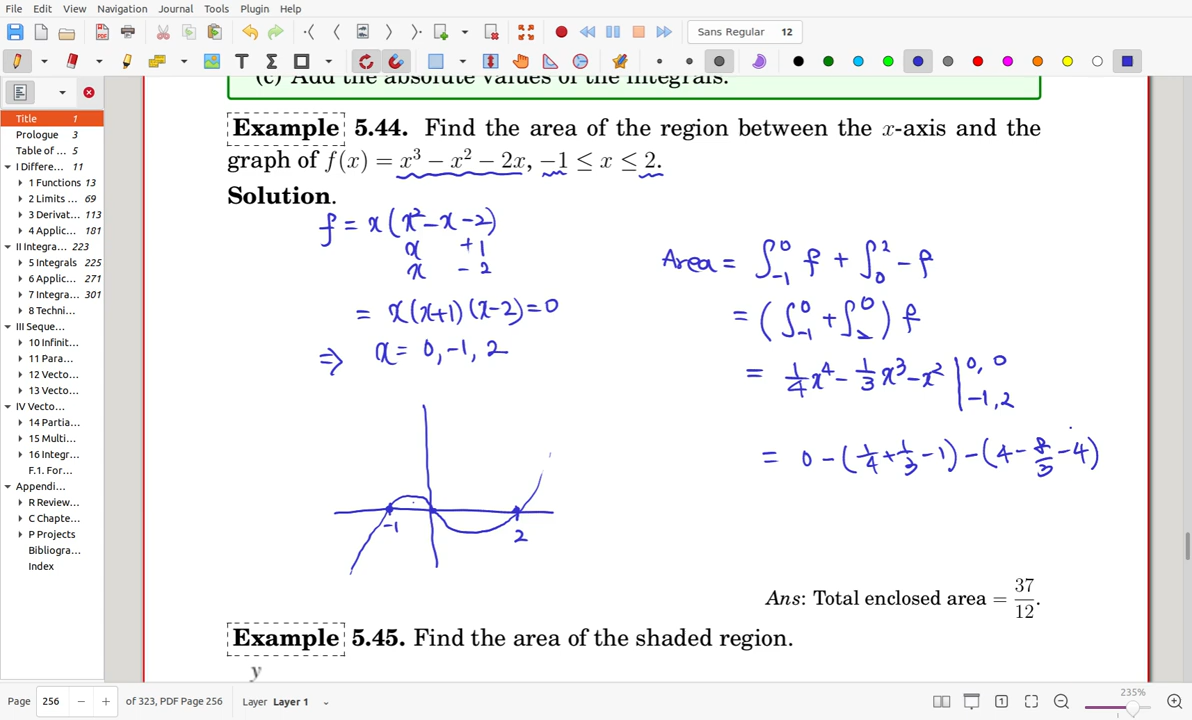 File Edit View Navigation Journal Tools Plugin Help
Sans Regular 12
Title 1
Prologue 3
Table of ... 5
I Differe... 11
1 Functions 13
2 Limits ... 69
3 Derivat... 113
4 Applic... 181
II Integra... 223
5 Integrals 225
6 Applic... 271
7 Integra... 301
8 Techni...
III Seque...
10 Infinit...
11 Para...
12 Vecto...
13 Vecto...
IV Vecto...
14 Partia...
15 Multi...
16 Integr...
F.1. For...
Appendi...
R Review...
C Chapte...
P Projects
Bibliogra...
Index
(c) Add the absolute values of the integrals.
Example 5.44. Find the area of the region between the x-axis and the
graph of f(x) = x³ − x² − 2x, −1 ≤ x ≤ 2.
Solution.
f = x(x²−x−2)
x +1
x −2
= x(x+1)(x−2)=0
⇒ x = 0, −1, 2
−1
2
Area = ∫₋₁⁰ f + ∫₀² −f
= (∫₋₁⁰ + ∫₂⁰) f
= ¼x⁴ − ⅓x³ − x² |0, 0
−1, 2
= 0 − (¼+⅓−1) − (4 − 8/3 − 4)
Ans: Total enclosed area = 37/12.
Example 5.45. Find the area of the shaded region.
y
Page 256 − + of 323, PDF Page 256 Layer Layer 1
235%